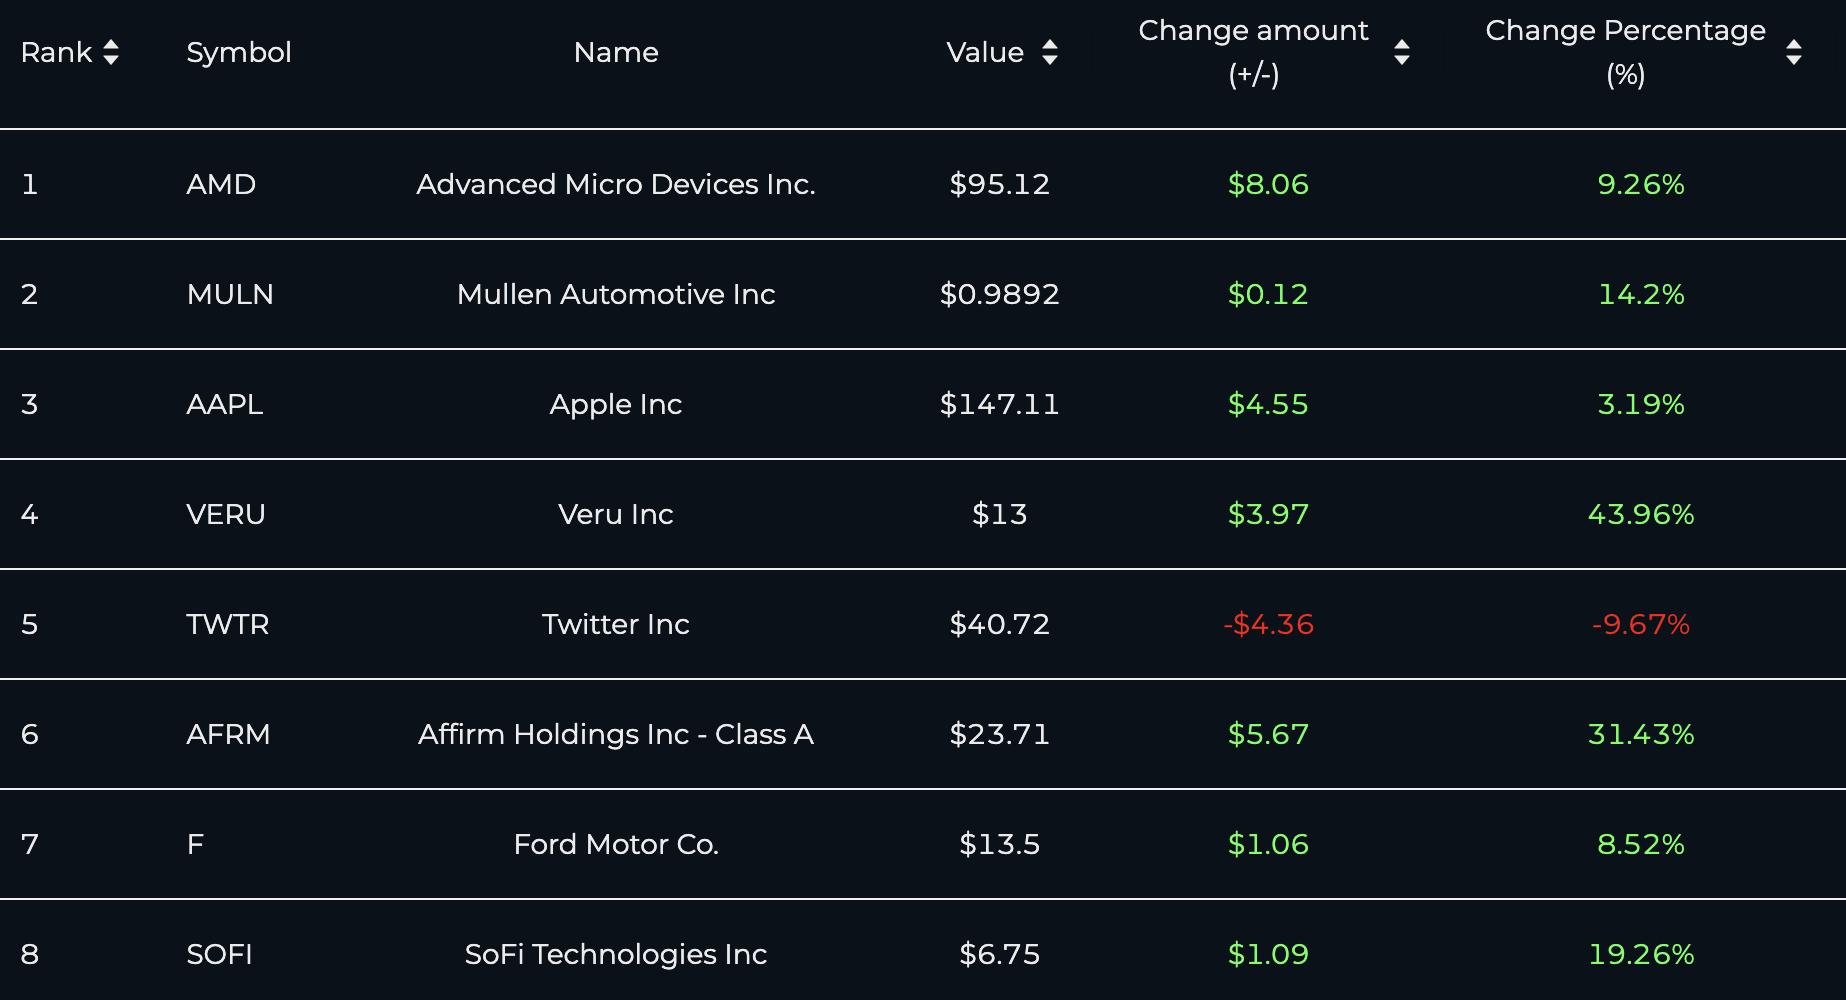 Rank Symbol Name Value Change amount (+/-) Change Percentage (%)
1 AMD Advanced Micro Devices Inc. $95.12 $8.06 9.26%
2 MULN Mullen Automotive Inc $0.9892 $0.12 14.2%
3 AAPL Apple Inc $147.11 $4.55 3.19%
4 VERU Veru Inc $13 $3.97 43.96%
5 TWTR Twitter Inc $40.72 -$4.36 -9.67%
6 AFRM Affirm Holdings Inc - Class A $23.71 $5.67 31.43%
7 F Ford Motor Co. $13.5 $1.06 8.52%
8 SOFI SoFi Technologies Inc $6.75 $1.09 19.26%